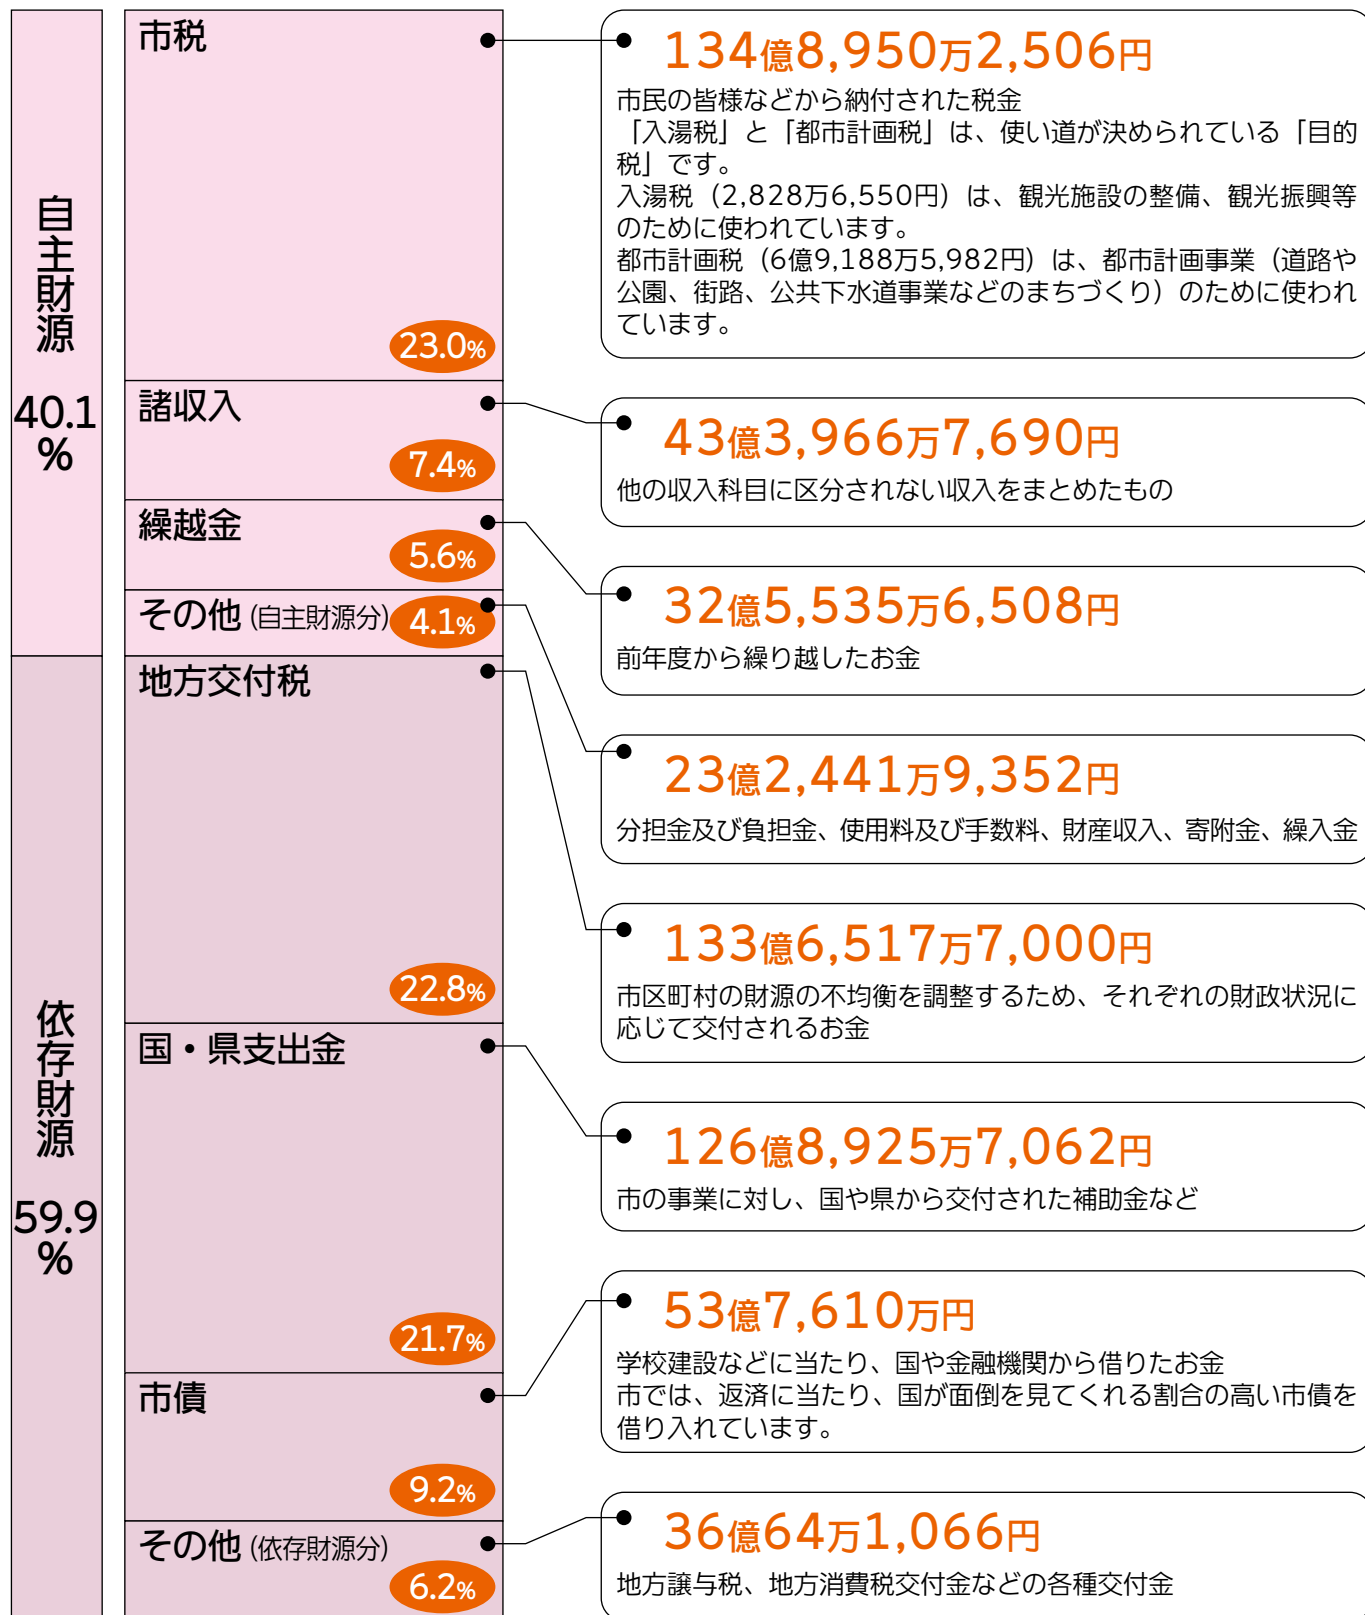 自主財源
40.1
%
市税
23.0%
134億8,950万2,506円
市民の皆様などから納付された税金
「入湯税」と「都市計画税」は、使い道が決められている「目的
税」です。
入湯税（2,828万6,550円）は、観光施設の整備、観光振興等
のために使われています。
都市計画税（6億9,188万5,982円）は、都市計画事業（道路や
公園、街路、公共下水道事業などのまちづくり）のために使われ
ています。
諸収入
7.4%
43億3,966万7,690円
他の収入科目に区分されない収入をまとめたもの
繰越金
5.6%
32億5,535万6,508円
前年度から繰り越したお金
その他 (自主財源分) 4.1%
23億2,441万9,352円
分担金及び負担金、使用料及び手数料、財産収入、寄附金、繰入金
依存財源
59.9
%
地方交付税
22.8%
133億6,517万7,000円
市区町村の財源の不均衡を調整するため、それぞれの財政状況に
応じて交付されるお金
国・県支出金
21.7%
126億8,925万7,062円
市の事業に対し、国や県から交付された補助金など
市債
9.2%
53億7,610万円
学校建設などに当たり、国や金融機関から借りたお金
市では、返済に当たり、国が面倒を見てくれる割合の高い市債を
借り入れています。
その他 (依存財源分)
6.2%
36億64万1,066円
地方譲与税、地方消費税交付金などの各種交付金